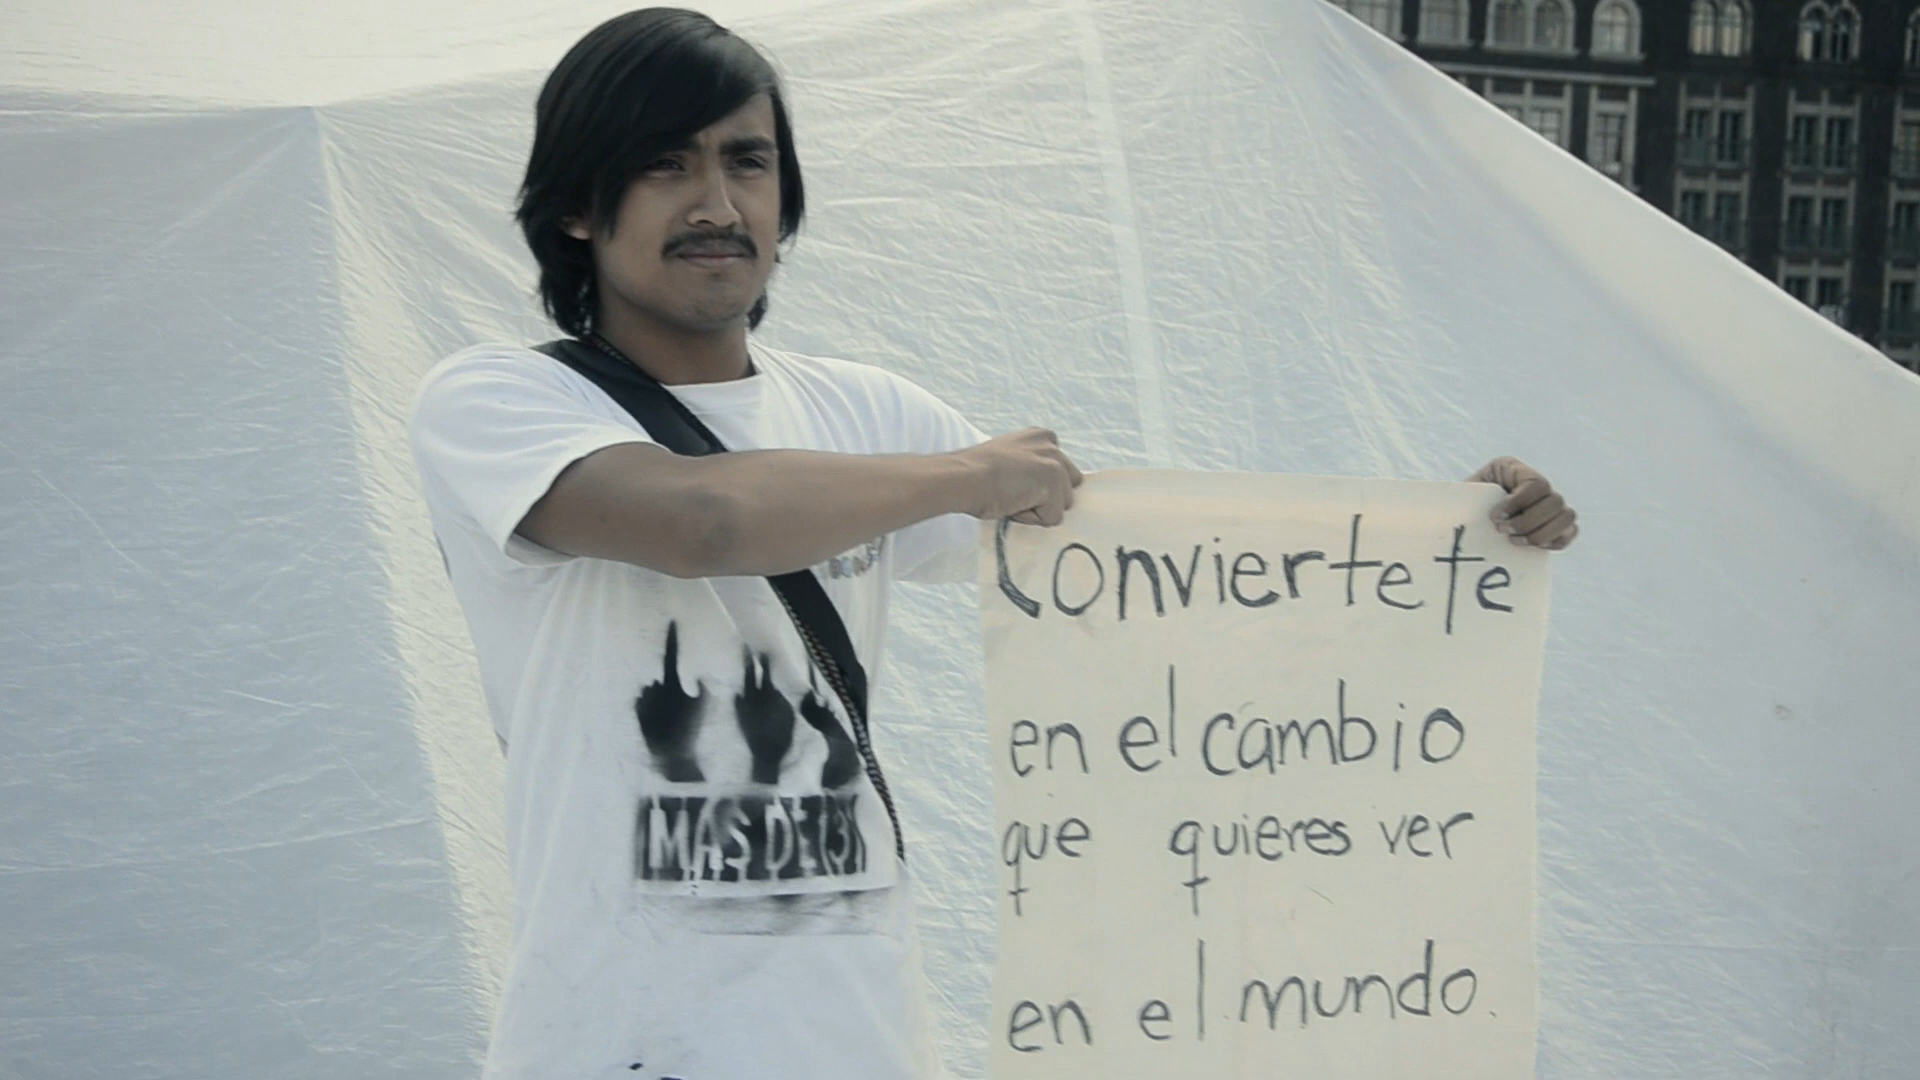 MAS DE 131
Conviertete
en el cambio
que quieres ver
en el mundo.